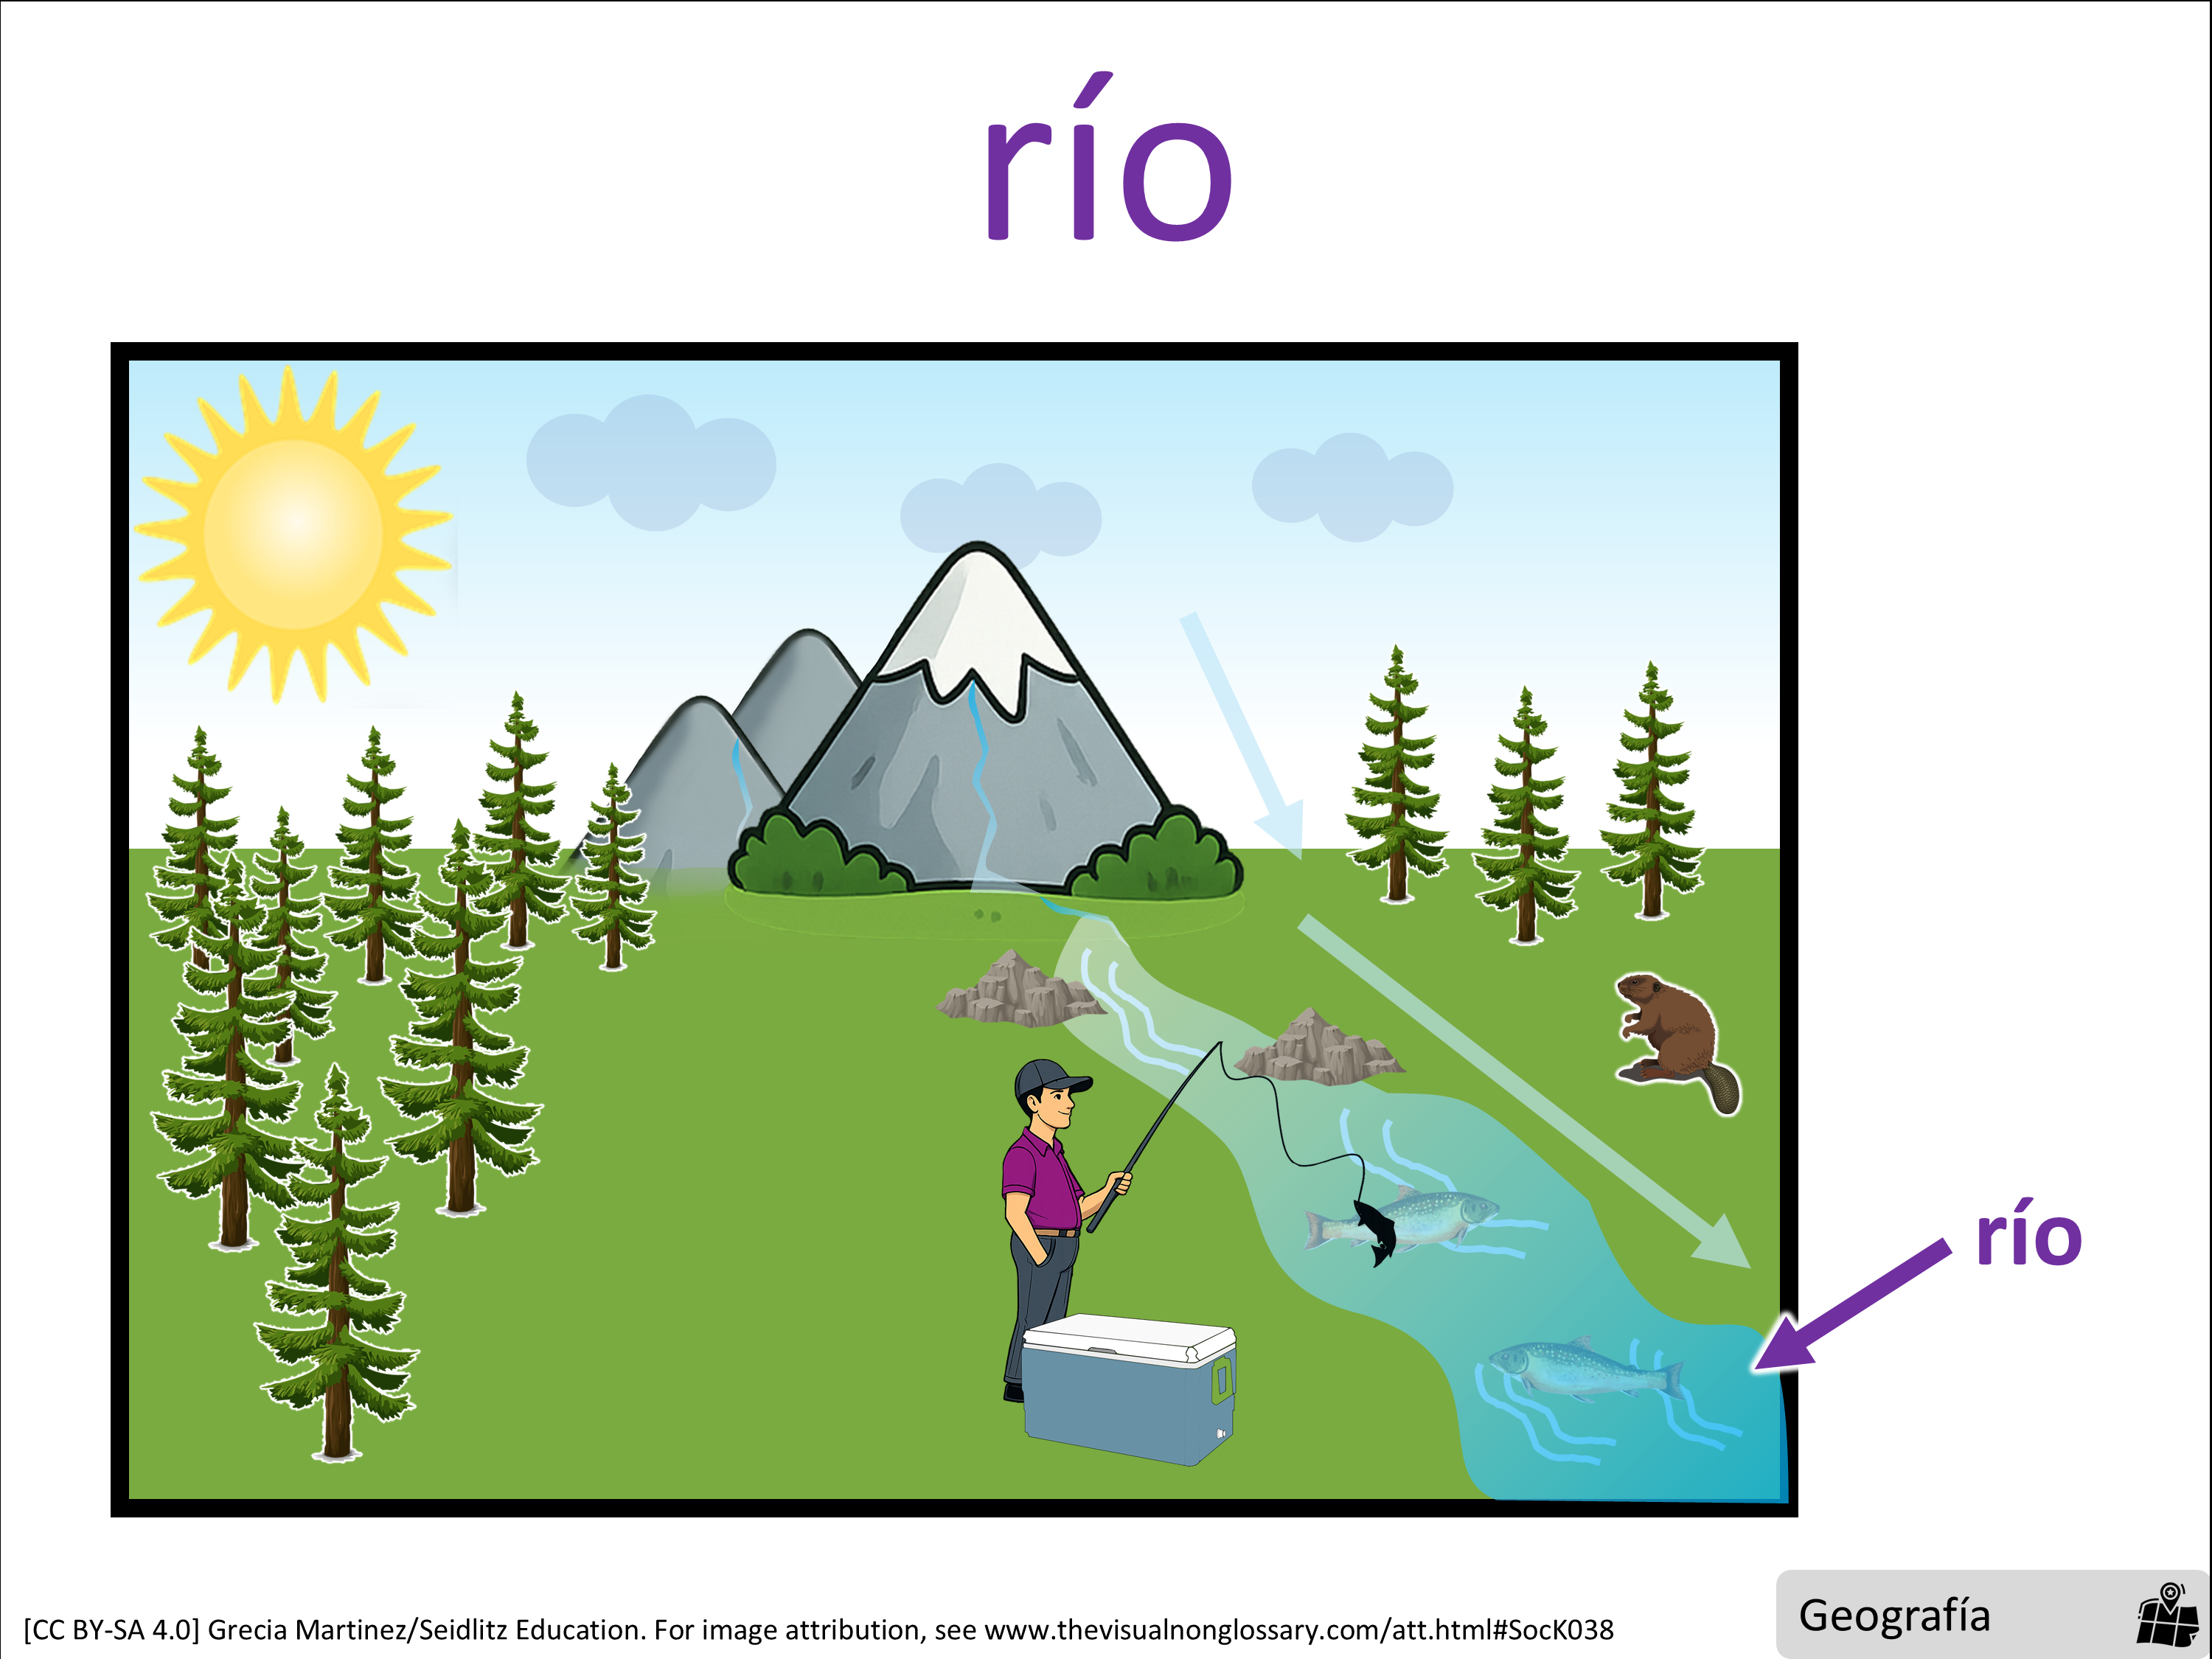 río
río
Geografía
[CC BY-SA 4.0] Grecia Martinez/Seidlitz Education. For image attribution, see www.thevisualnonglossary.com/att.html#SocK038